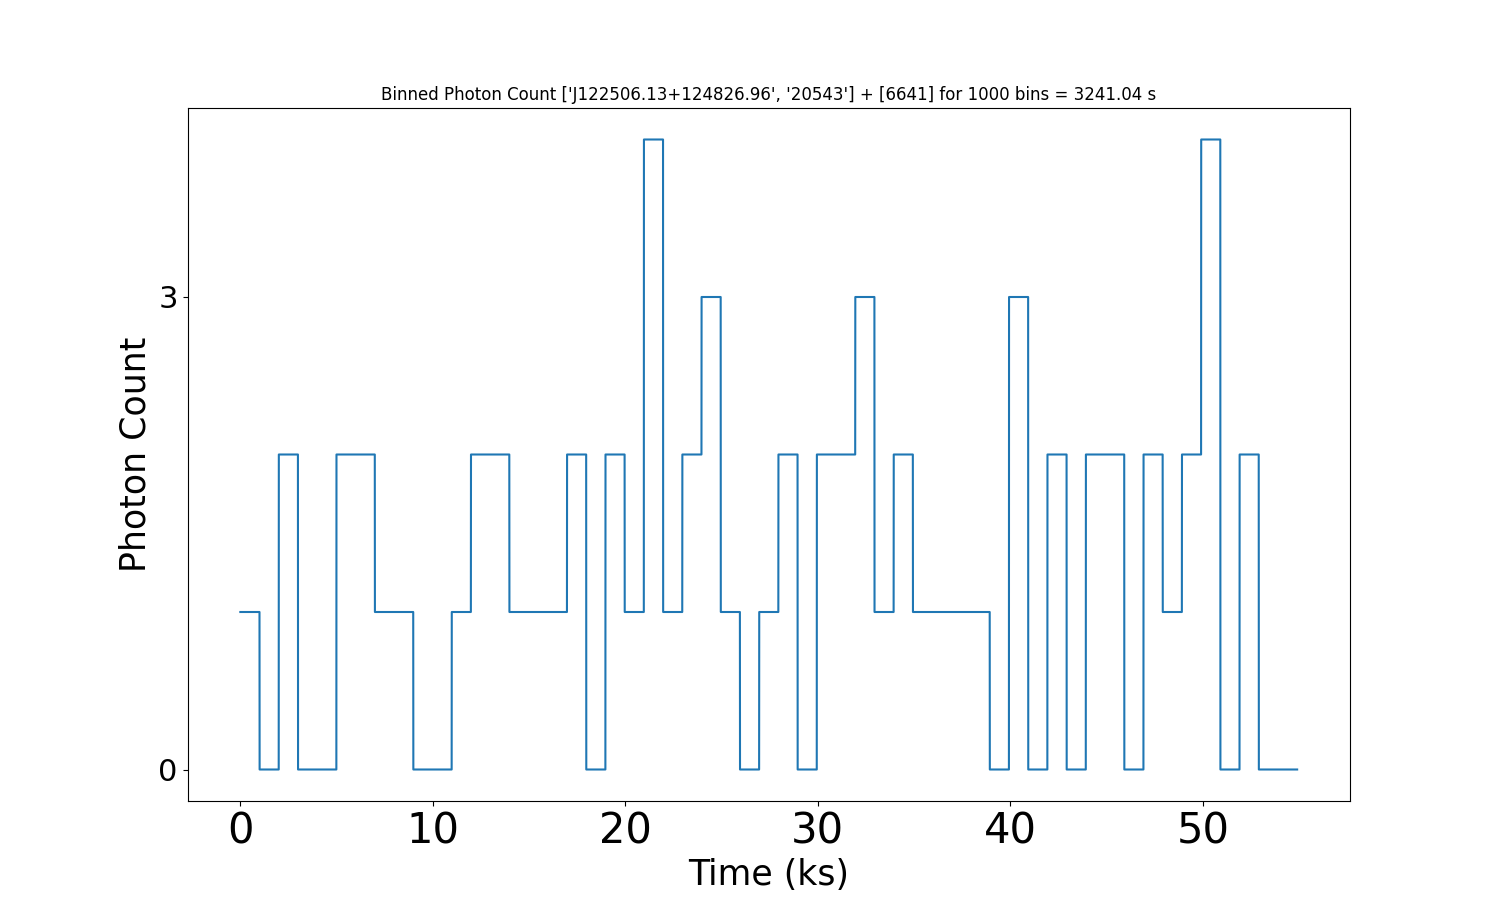 Binned Photon Count ['J122506.13+124826.96', '20543'] + [6641] for 1000 bins = 3241.04 s
Photon Count
3
0
0 10 20 30 40 50
Time (ks)